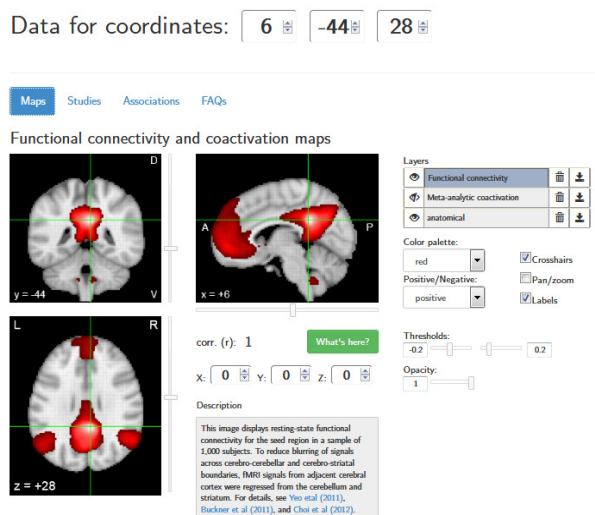 Data for coordinates: 6 -44 28
Maps Studies Associations FAQs
Functional connectivity and coactivation maps
D
y = -44
V
A
P
x = +6
L
R
z = +28
corr. (r): 1
What's here?
X: 0 Y: 0 Z: 0
Description
This image displays resting-state functional
connectivity for the seed region in a sample of
1,000 subjects. To reduce blurring of signals
across cerebro-cerebellar and cerebro-striatal
boundaries, fMRI signals from adjacent cerebral
cortex were regressed from the cerebellum and
striatum. For details, see Yeo etal (2011),
Buckner et al (2011), and Choi et al (2012).
Layers
Functional connectivity
Meta-analytic coactivation
anatomical
Color palette:
red
Crosshairs
Positive/Negative:
Pan/zoom
positive
Labels
Thresholds:
-0.2 0.2
Opacity:
1